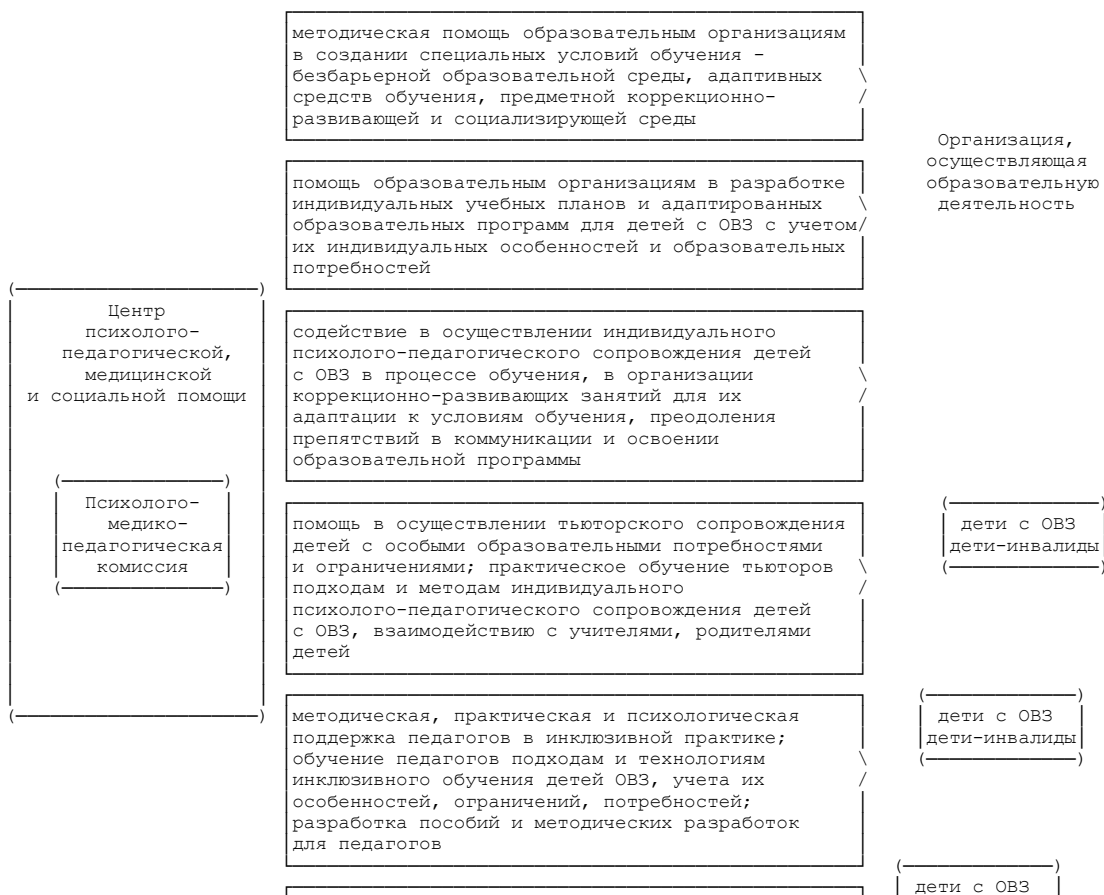 методическая помощь образовательным организациям
в создании специальных условий обучения -
безбарьерной образовательной среды, адаптивных
средств обучения, предметной коррекционно-
развивающей и социализирующей среды
Организация,
осуществляющая
образовательную
деятельность
помощь образовательным организациям в разработке
индивидуальных учебных планов и адаптированных
образовательных программ для детей с ОВЗ с учетом
их индивидуальных особенностей и образовательных
потребностей
Центр
психолого-
педагогической,
медицинской
и социальной помощи
содействие в осуществлении индивидуального
психолого-педагогического сопровождения детей
с ОВЗ в процессе обучения, в организации
коррекционно-развивающих занятий для их
адаптации к условиям обучения, преодоления
препятствий в коммуникации и освоении
образовательной программы
Психолого-
медико-
педагогическая
комиссия
помощь в осуществлении тьюторского сопровождения
детей с особыми образовательными потребностями
и ограничениями; практическое обучение тьюторов
подходам и методам индивидуального
психолого-педагогического сопровождения детей
с ОВЗ, взаимодействию с учителями, родителями
детей
дети с ОВЗ
дети-инвалиды
методическая, практическая и психологическая
поддержка педагогов в инклюзивной практике;
обучение педагогов подходам и технологиям
инклюзивного обучения детей ОВЗ, учета их
особенностей, ограничений, потребностей;
разработка пособий и методических разработок
для педагогов
дети с ОВЗ
дети-инвалиды
дети с ОВЗ